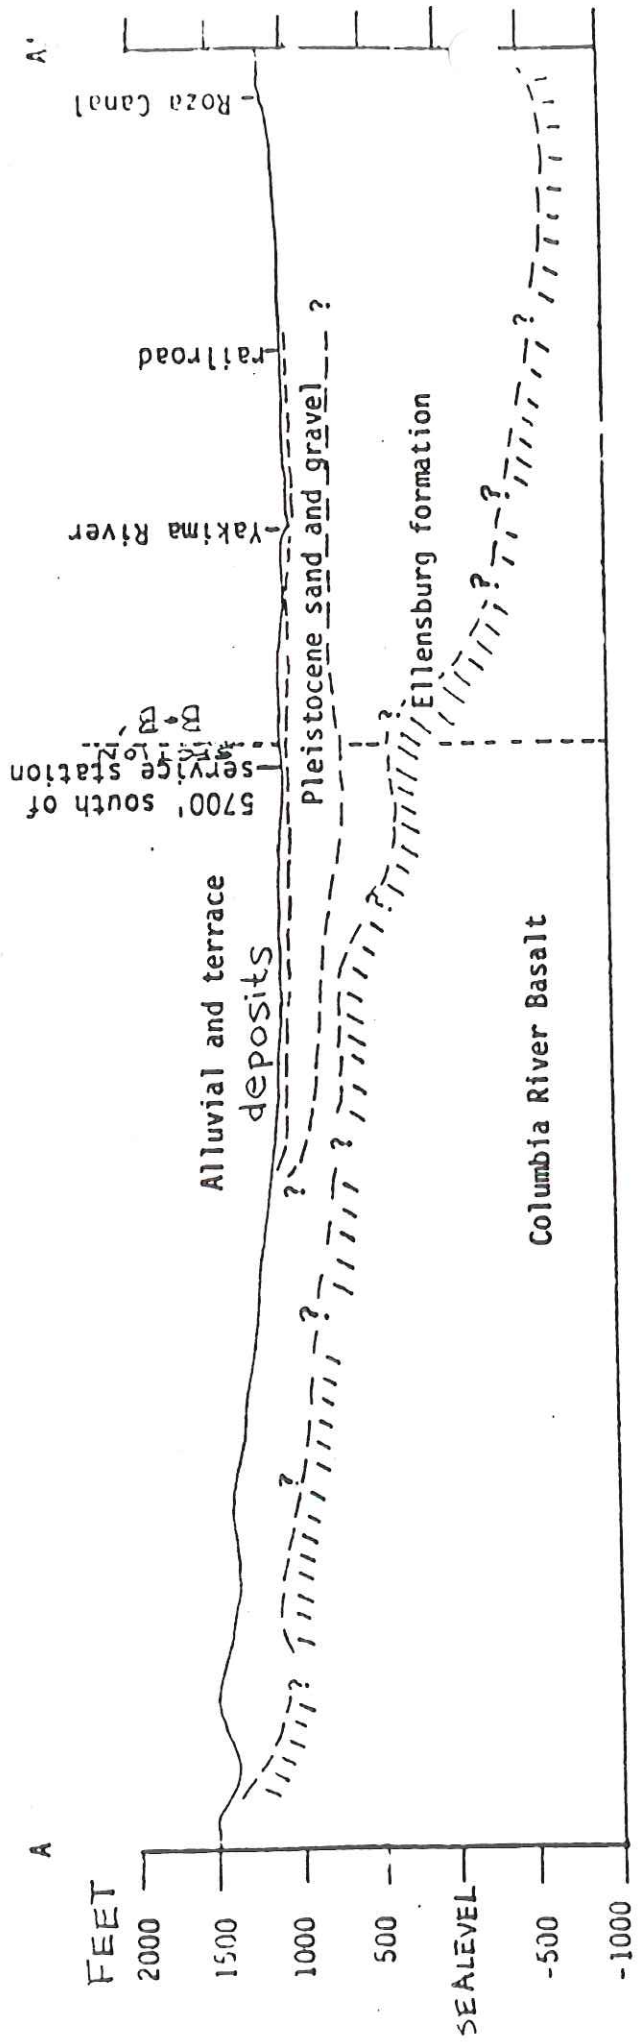 A
A'
FEET
2000
1500
1000
500
SEALEVEL
-500
-1000
Alluvial and terrace
deposits
5700' south of
service station
B-B'
Yakima River
railroad
Roza Canal
Pleistocene sand and gravel
?
?
Ellensburg formation
?
?
?
?
?
?
?
?
?
Columbia River Basalt